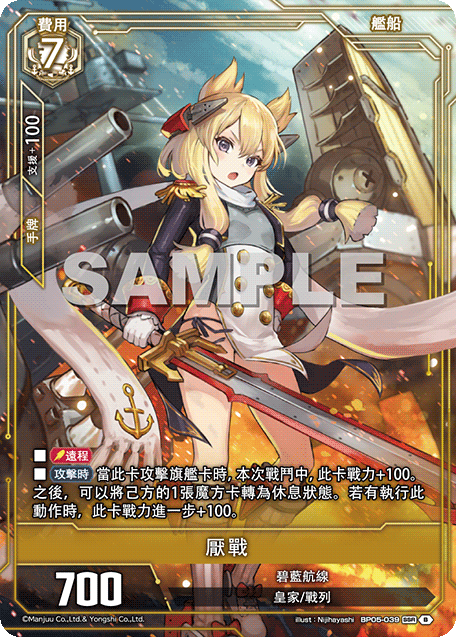 費用
7
艦船
手牌 支援+100
SAMPLE
遠程
攻擊時 當此卡攻擊旗艦卡時, 本次戰鬥中, 此卡戰力+100。
之後, 可以將己方的1張魔方卡轉為休息狀態。若有執行此
動作時, 此卡戰力進一步+100。
厭戰
700
碧藍航線
皇家/戰列
©Manjuu Co.,Ltd.& Yongshi Co.,Ltd.
illust : Nijihayashi BP05-039 SSR B